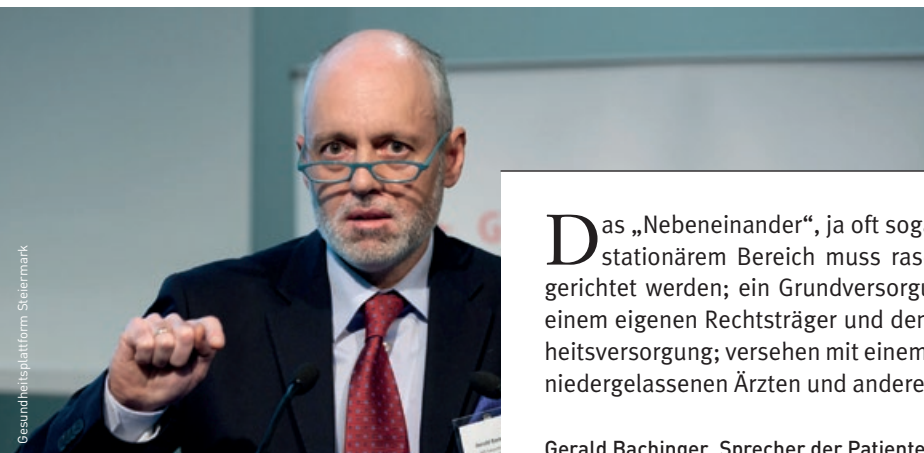 Gesundheitsplattform Steiermark
Das „Nebeneinander“, ja oft sog
stationärem Bereich muss ras
gerichtet werden; ein Grundversorgu
einem eigenen Rechtsträger und der
heitsversorgung; versehen mit einem
niedergelassenen Ärzten und andere
Gerald Bachinger, Sprecher der Patiente